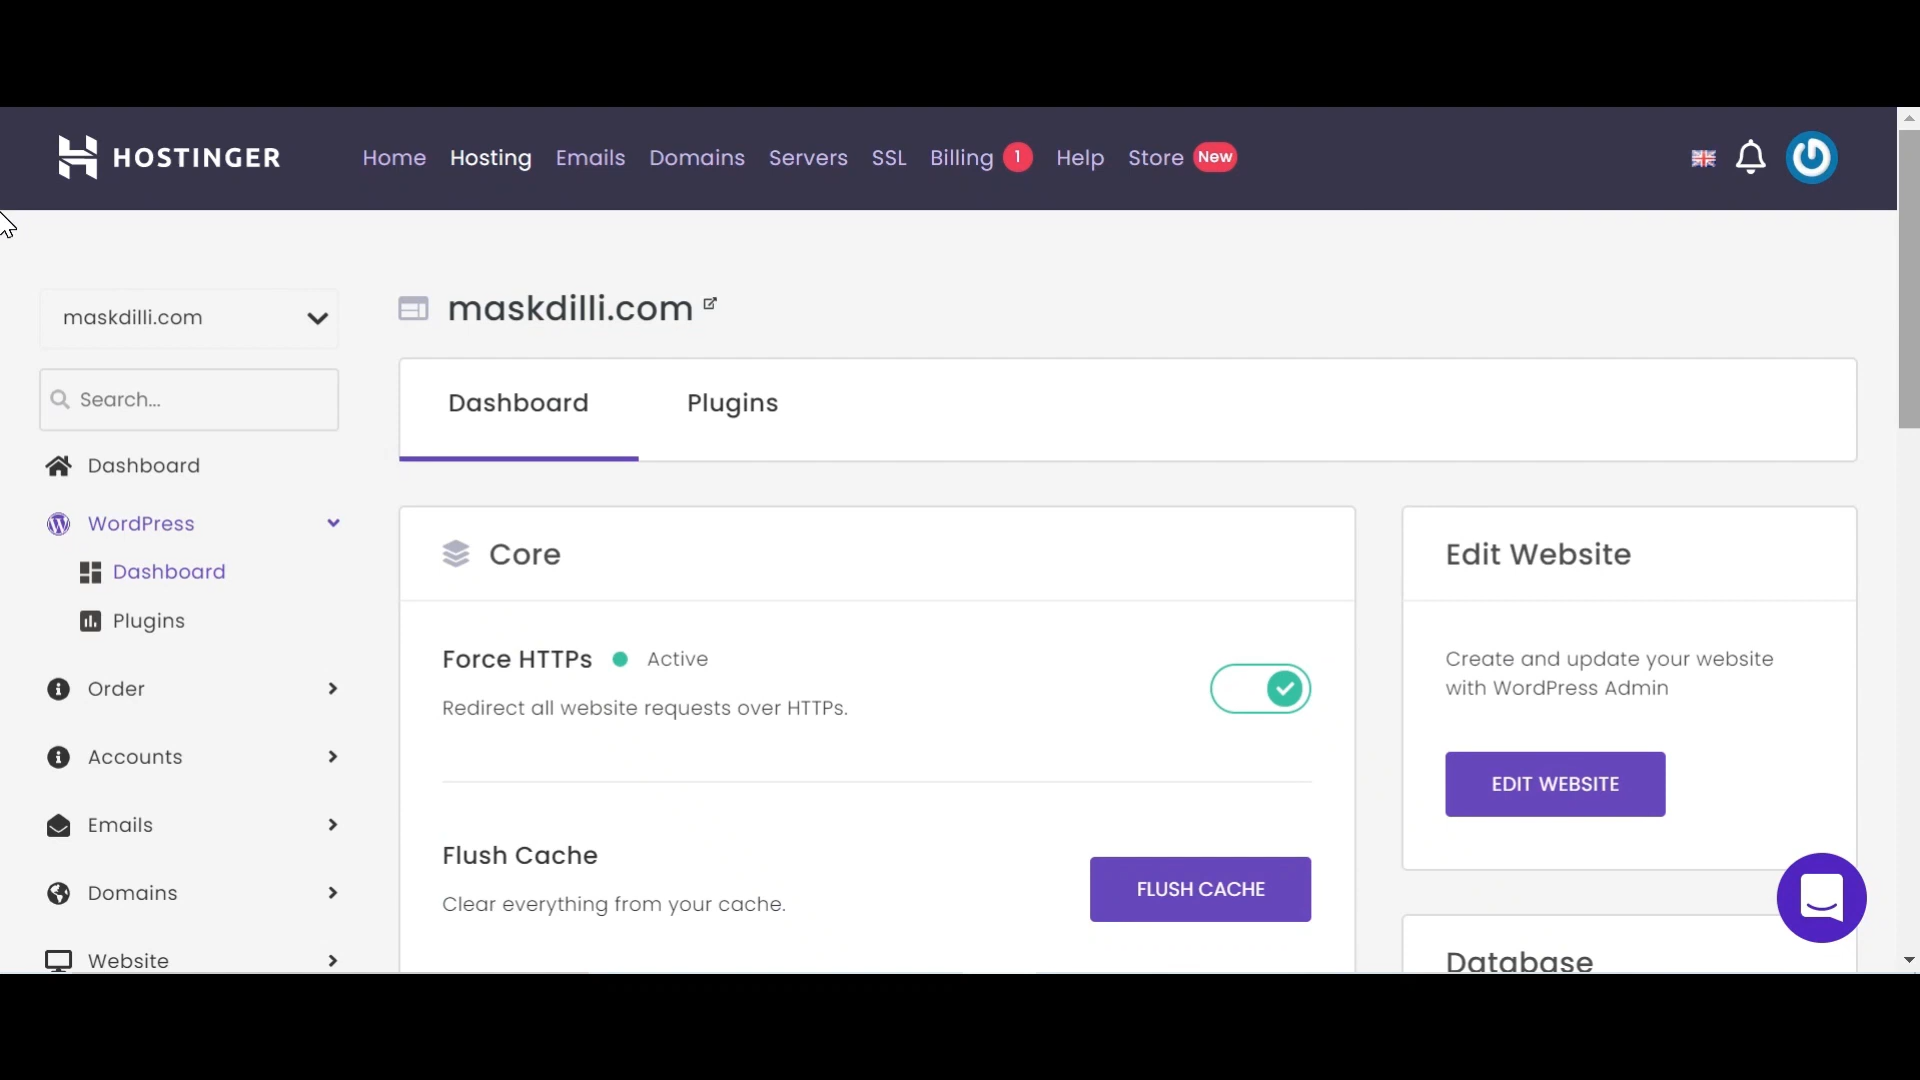 HOSTINGER
Home Hosting Emails Domains Servers SSL Billing 1 Help Store New
maskdilli.com
Search...
Dashboard
WordPress
Dashboard
Plugins
Order
Accounts
Emails
Domains
Website
maskdilli.com
Dashboard Plugins
Core
Force HTTPs Active
Redirect all website requests over HTTPs.
Flush Cache
Clear everything from your cache.
FLUSH CACHE
Edit Website
Create and update your website
with WordPress Admin
EDIT WEBSITE
Database